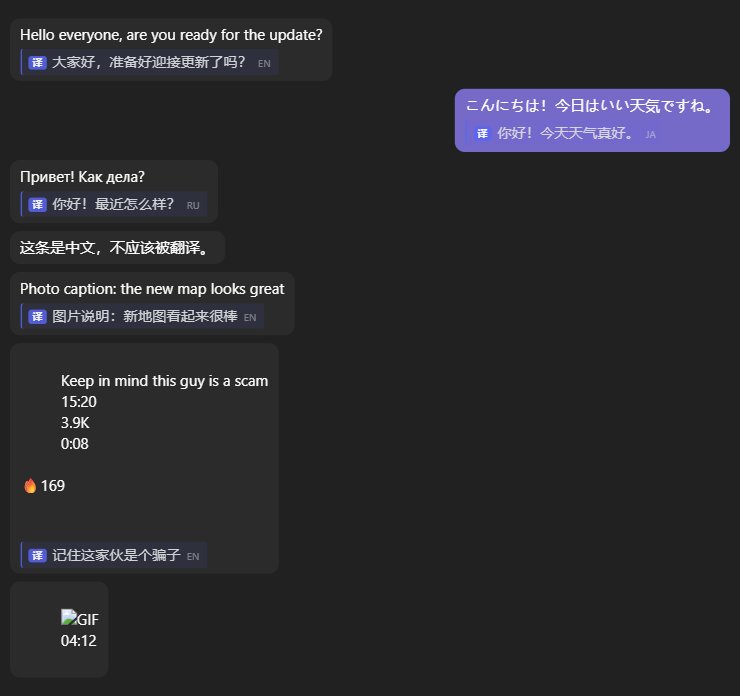 Hello everyone, are you ready for the update?
译 大家好，准备好迎接更新了吗？ EN
こんにちは！今日はいい天気ですね。
译 你好！今天天气真好。 JA
Привет! Как дела?
译 你好！最近怎么样？ RU
这条是中文，不应该被翻译。
Photo caption: the new map looks great
译 图片说明：新地图看起来很棒 EN
Keep in mind this guy is a scam
15:20
3.9K
0:08
🔥 169
译 记住这家伙是个骗子 EN
GIF
04:12